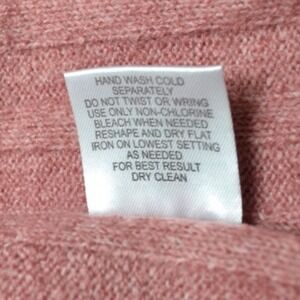 HAND WASH COLD
SEPARATELY
DO NOT TWIST OR WRING
USE ONLY NON-CHLORINE
BLEACH WHEN NEEDED
RESHAPE AND DRY FLAT
IRON ON LOWEST SETTING
AS NEEDED
FOR BEST RESULT
DRY CLEAN